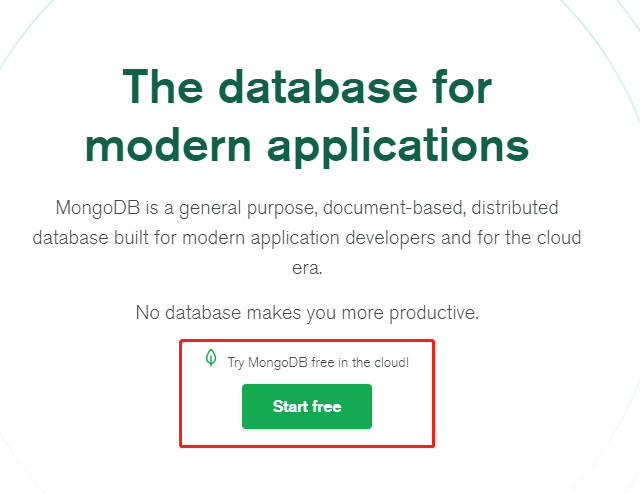 The database for
modern applications
MongoDB is a general purpose, document-based, distributed
database built for modern application developers and for the cloud
era.
No database makes you more productive.
Try MongoDB free in the cloud!
Start free